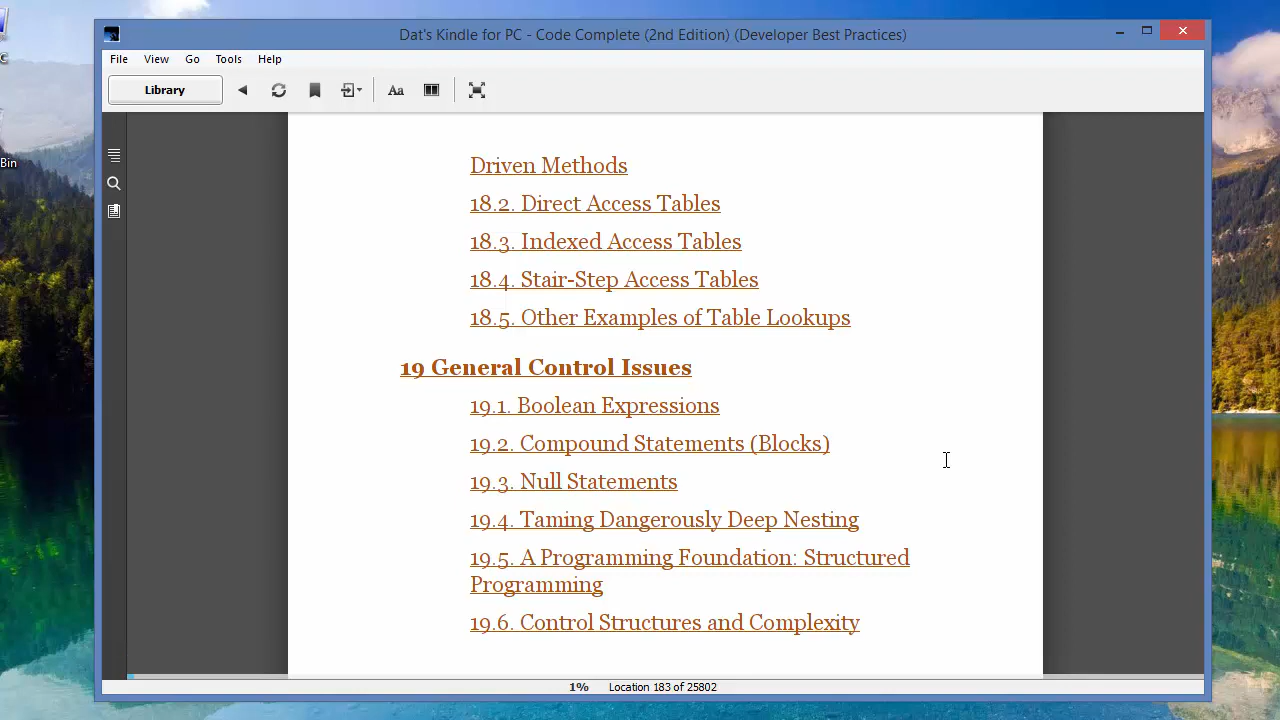 Dat's Kindle for PC - Code Complete (2nd Edition) (Developer Best Practices)
File View Go Tools Help
Library
Aa
C
Bin
Driven Methods
18.2. Direct Access Tables
18.3. Indexed Access Tables
18.4. Stair-Step Access Tables
18.5. Other Examples of Table Lookups
19 General Control Issues
19.1. Boolean Expressions
19.2. Compound Statements (Blocks)
19.3. Null Statements
19.4. Taming Dangerously Deep Nesting
19.5. A Programming Foundation: Structured
Programming
19.6. Control Structures and Complexity
1% Location 183 of 25802